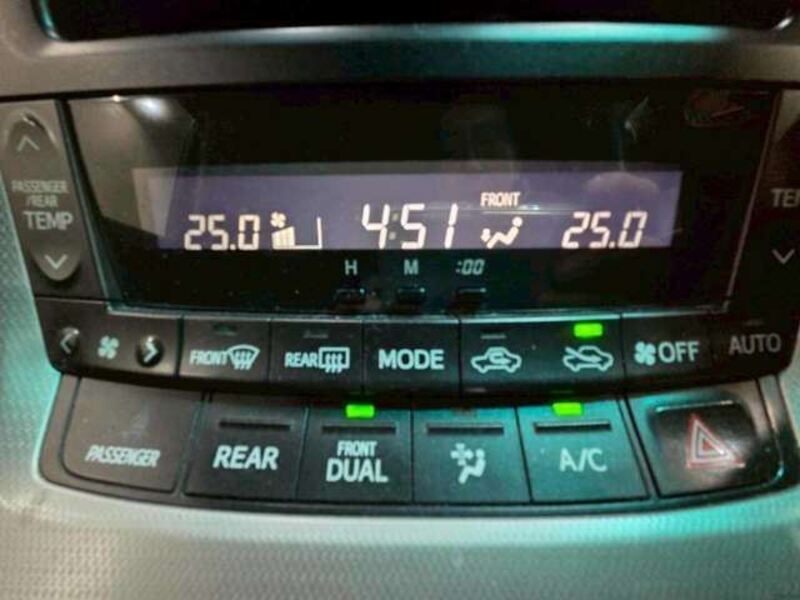 FRONT
25.0 4:51 25.0
PASSENGER
/REAR
TEMP
H M :00
FRONT REAR MODE OFF AUTO
PASSENGER REAR FRONT DUAL A/C